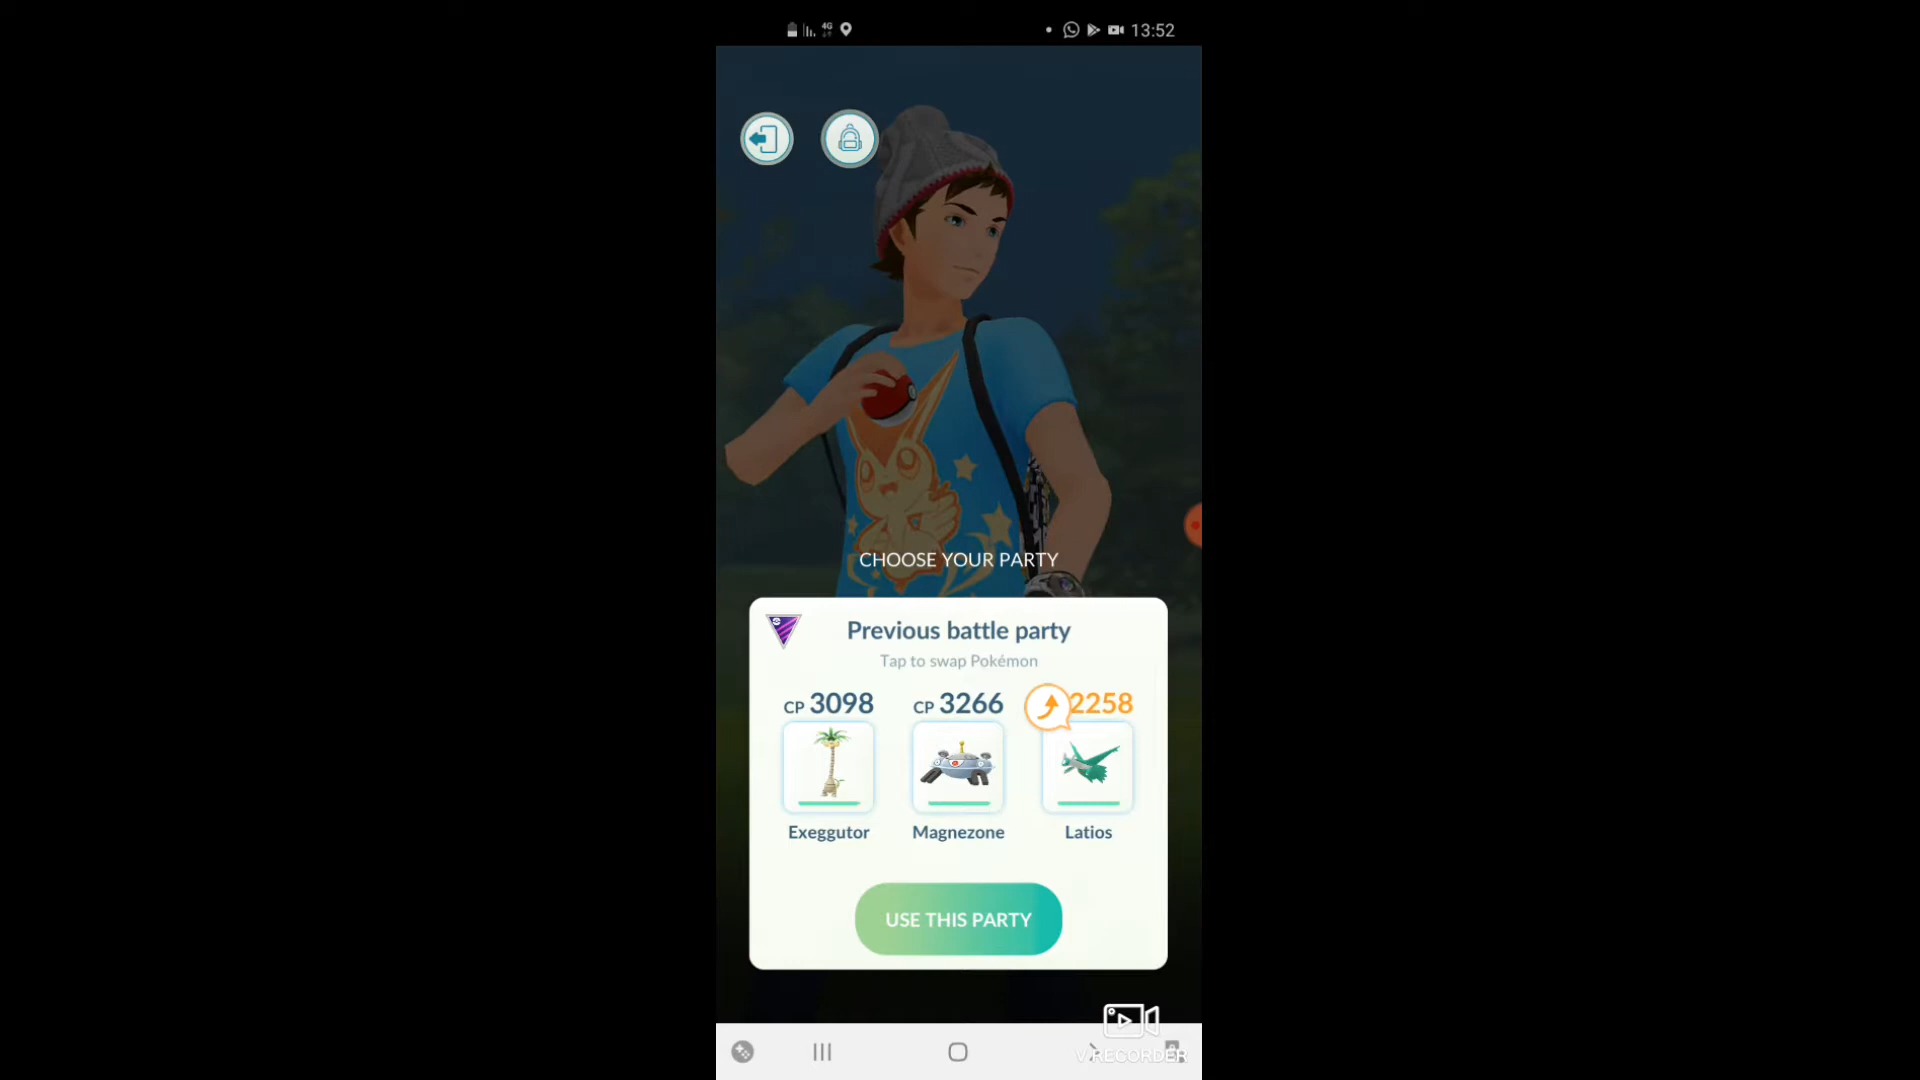 4G 13:52
CHOOSE YOUR PARTY
Previous battle party
Tap to swap Pokémon
CP 3098 CP 3266 2258
Exeggutor Magnezone Latios
USE THIS PARTY
V RECORDER